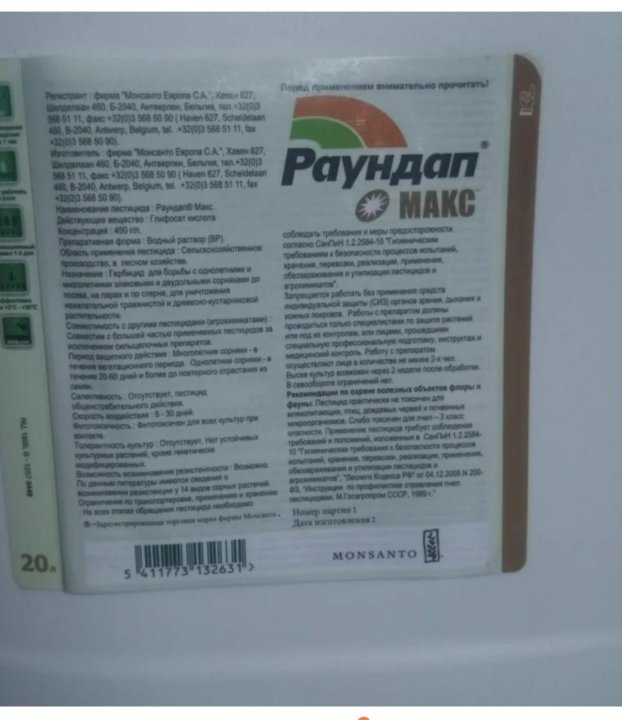 Перед применением внимательно прочитать!
Регистрант : фирма "Монсанто Европа С.А.", Хавен 627,
Шелделаан 460, Б-2040, Антверпен, Бельгия, тел.+32(0)3
568 51 11, факс +32(0)3 568 50 90 ( Haven 627, Scheldelaan
460, B-2040, Antwerp, Belgium, tel. .+32(0)3 568 51 11, fax
+32(0)3 568 50 90).
Изготовитель : фирма "Монсанто Европа С.А.", Хавен 627,
Шелделаан 460, Б-2040, Антверпен, Бельгия, тел.+32(0)3
568 51 11, факс +32(0)3 568 50 90 ( Haven 627, Scheldelaan
460, B-2040, Antwerp, Belgium, tel. .+32(0)3 568 51 11, fax
+32(0)3 568 50 90).
Наименование пестицида : Раундап® Макс.
Действующее вещество : Глифосат кислота
Концентрация : 450 г/л.
Препаративная форма : Водный раствор (ВР).
Область применения пестицида : Сельскохозяйственное
производство, в лесном хозяйстве.
Назначение : Гербицид для борьбы с однолетними и
многолетними злаковыми и двудольными сорняками до
посева, на парах и по стерне, для уничтожения
нежелательной травянистой и древесно-кустарниковой
растительности.
Совместимость с другими пестицидами (агрохимикатами) :
Совместим с большей частью применяемых пестицидов за
исключением сильнощелочных препаратов.
Период защитного действия : Многолетние сорняки - в
течение вегетационного периода. Однолетние сорняки - в
течение 20-60 дней и более до повторного отрастания из
семян.
Селективность : Отсутствует, пестицид
общеистребительного действия.
Скорость воздействия : 5 - 30 дней.
Фитотоксичность : Фитотоксичен для всех культур при
контакте.
Толерантность культур : Отсутствует. Нет устойчивых
культурных растений, кроме генетически
модифицированных.
Возможность возникновения резистентности : Возможно.
По данным литературы имеются сведения о
возникновении резистенции у 14 видов сорных растений.
Ограничения по транспортировке, применению и хранению
: На всех этапах обращения пестицида необходимо
®-Зарегистрированная торговая марка фирмы Монсанто.
Раундап®
МАКС
соблюдать требования и меры предосторожности
согласно СанПиН 1.2.2584-10 "Гигиенические
требования к безопасности процессов испытаний,
хранения, перевозки, реализации, применения,
обеззараживания и утилизации пестицидов и
агрохимикатов".
Запрещается работать без применения средств
индивидуальной защиты (СИЗ) органов зрения, дыхания и
кожных покровов. Работы с препаратом должны
проводиться только специалистами по защите растений
или под их контролем, или лицами, прошедшими
специальную профессиональную подготовку, инструктаж и
медицинский контроль. Работу с препаратом
осуществляют лица в количестве не менее 2-х чел.
Высев культур возможен через 2 недели после обработки.
В севообороте ограничений нет.
Рекомендации по охране полезных объектов флоры и
фауны: Пестицид практически не токсичен для
млекопитающих, птиц, дождевых червей и почвенных
микроорганизмов. Слабо токсичен для пчел – 3 класс
опасности. Применение пестицида требует соблюдения
требований и положений, изложенных в СанПиН 1.2.2584-
10 "Гигиенические требования к безопасности процессов
испытаний, хранения, перевозки, реализации, применения,
обеззараживания и утилизации пестицидов и
агрохимикатов", "Лесного Кодекса РФ" от 04.12.2006 N 200-
ФЗ, "Инструкции по профилактике отравления пчел
пестицидами, М.Госагропром СССР, 1989 г."
Номер партии :
Дата изготовления :
20 л
5 411773 132631 >
MONSANTO